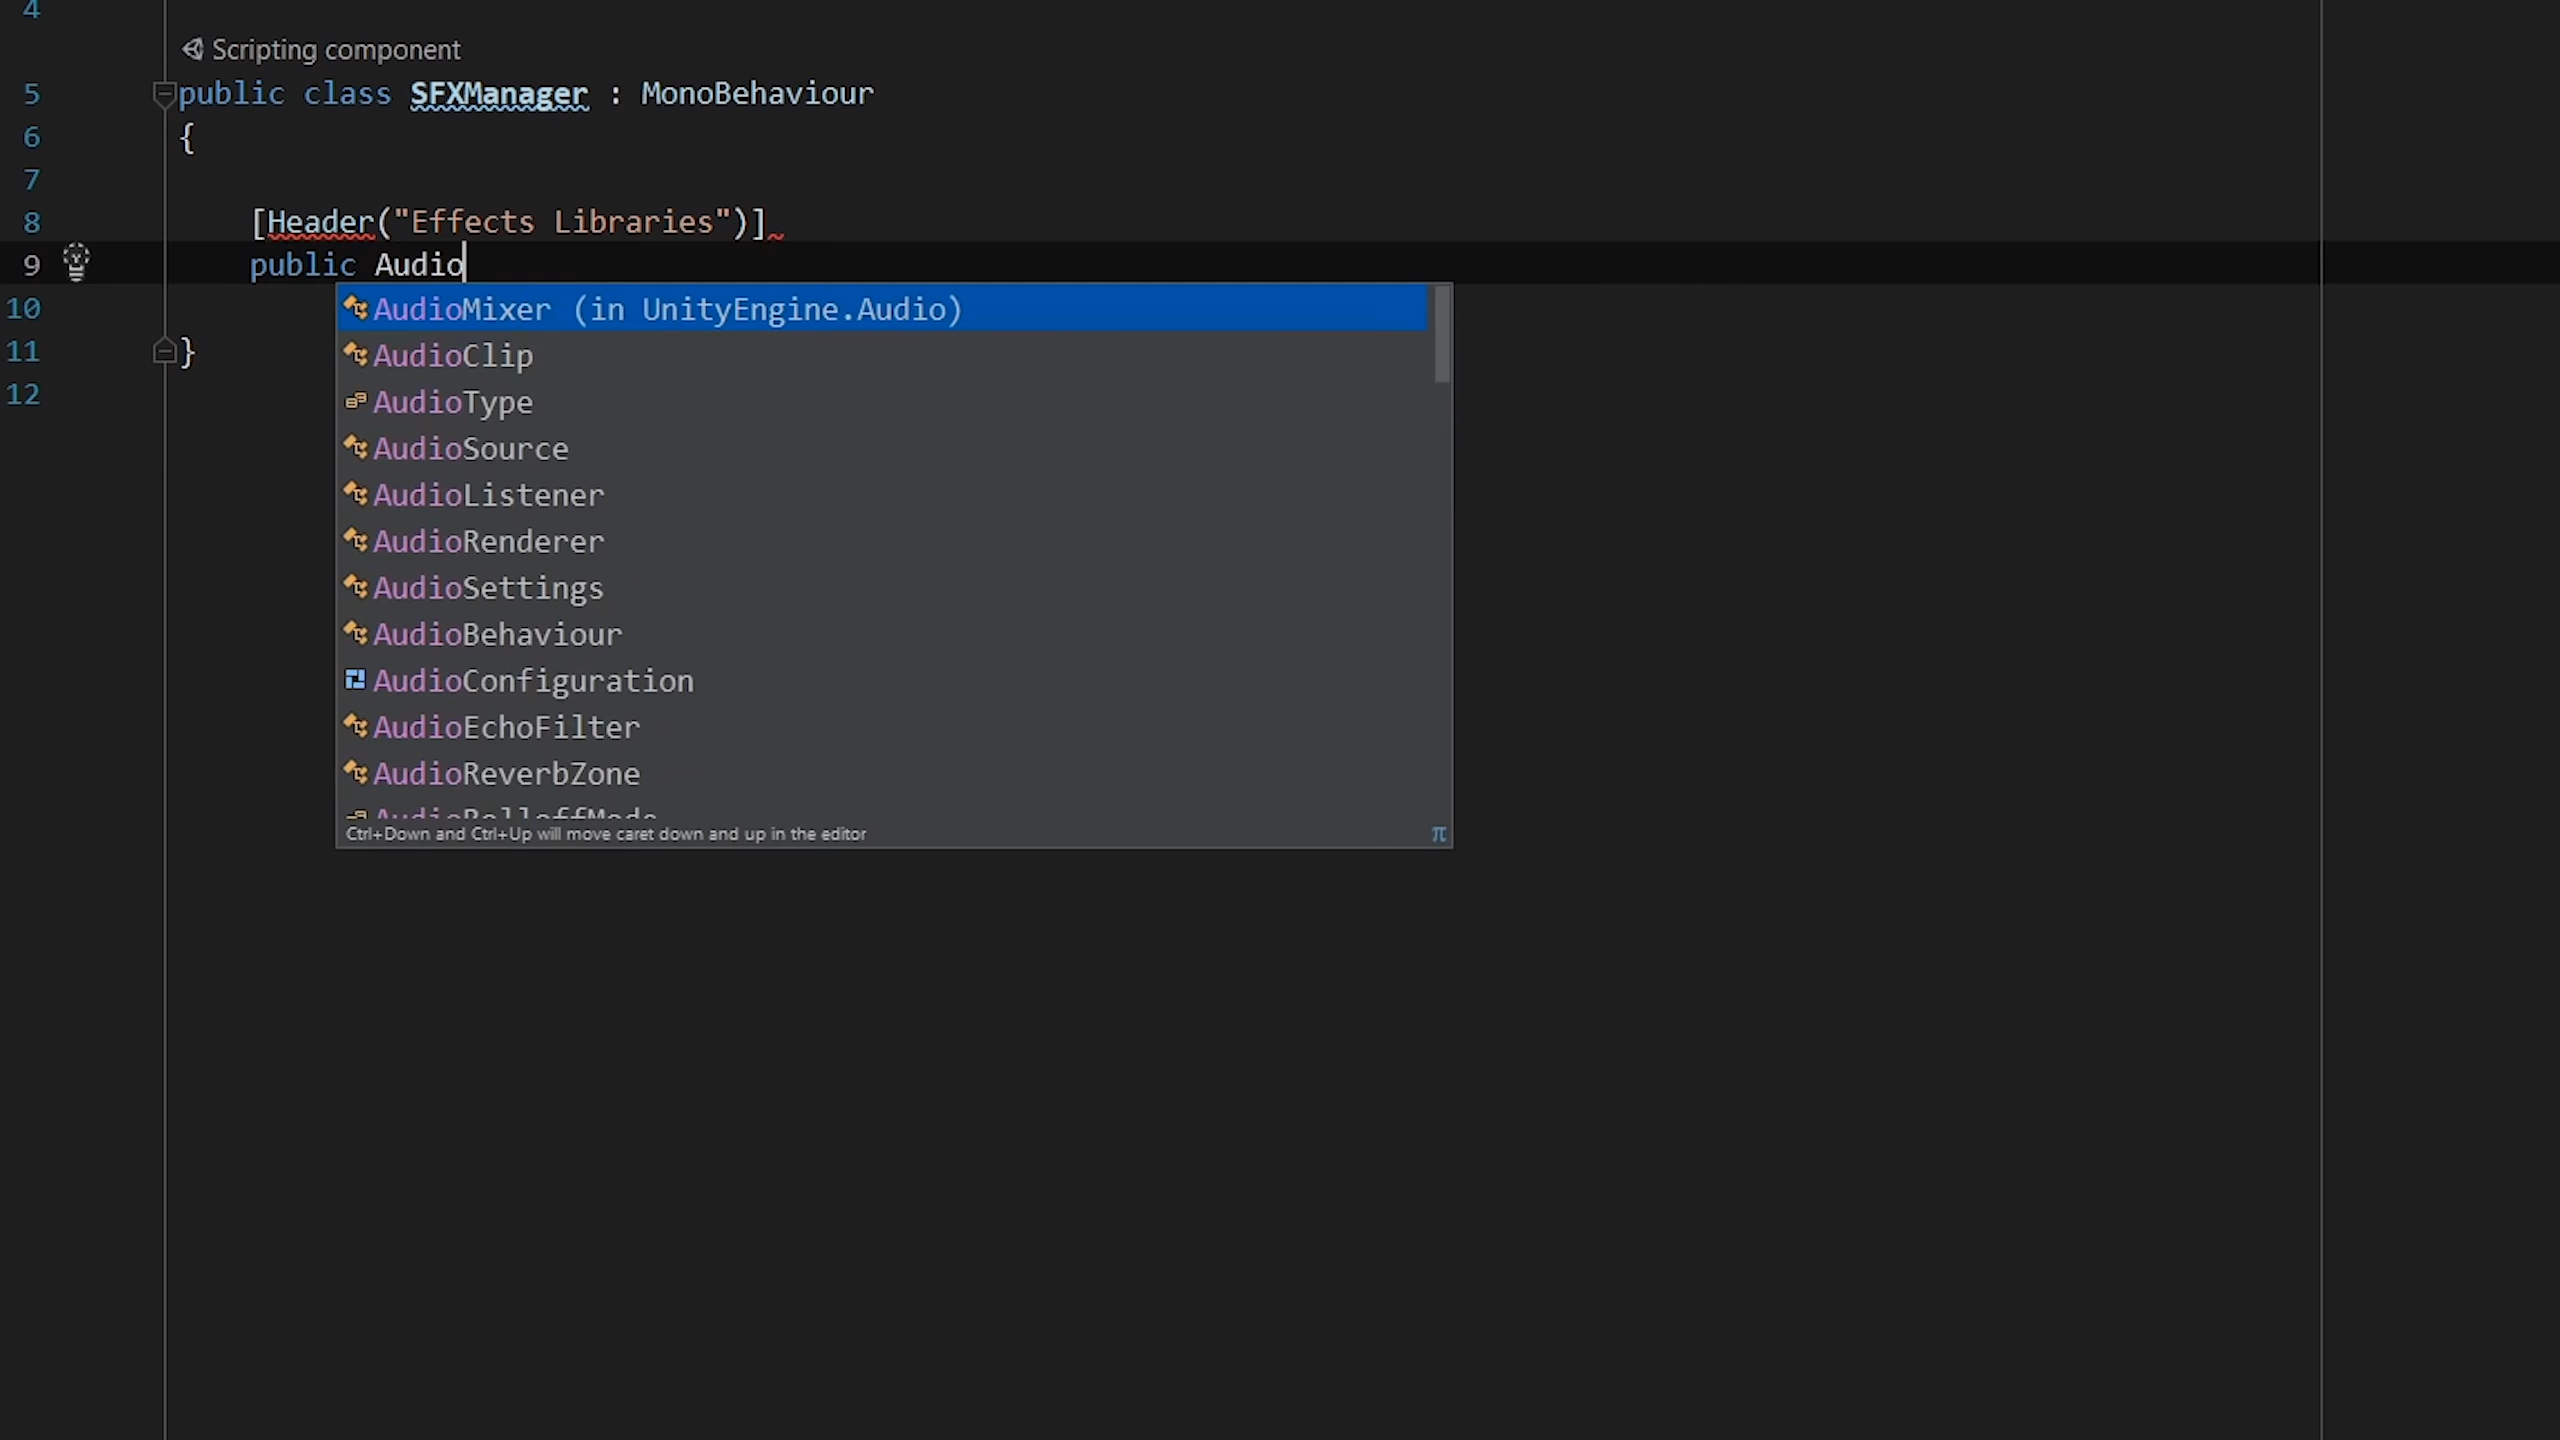 4
Scripting component
5 public class SFXManager : MonoBehaviour
6 {
7
8 [Header("Effects Libraries")]
9 public Audio
10 AudioMixer (in UnityEngine.Audio)
AudioClip
11 }
AudioType
12
AudioSource
AudioListener
AudioRenderer
AudioSettings
AudioBehaviour
AudioConfiguration
AudioEchoFilter
AudioReverbZone
AudioRolloffMode
Ctrl+Down and Ctrl+Up will move caret down and up in the editor
π